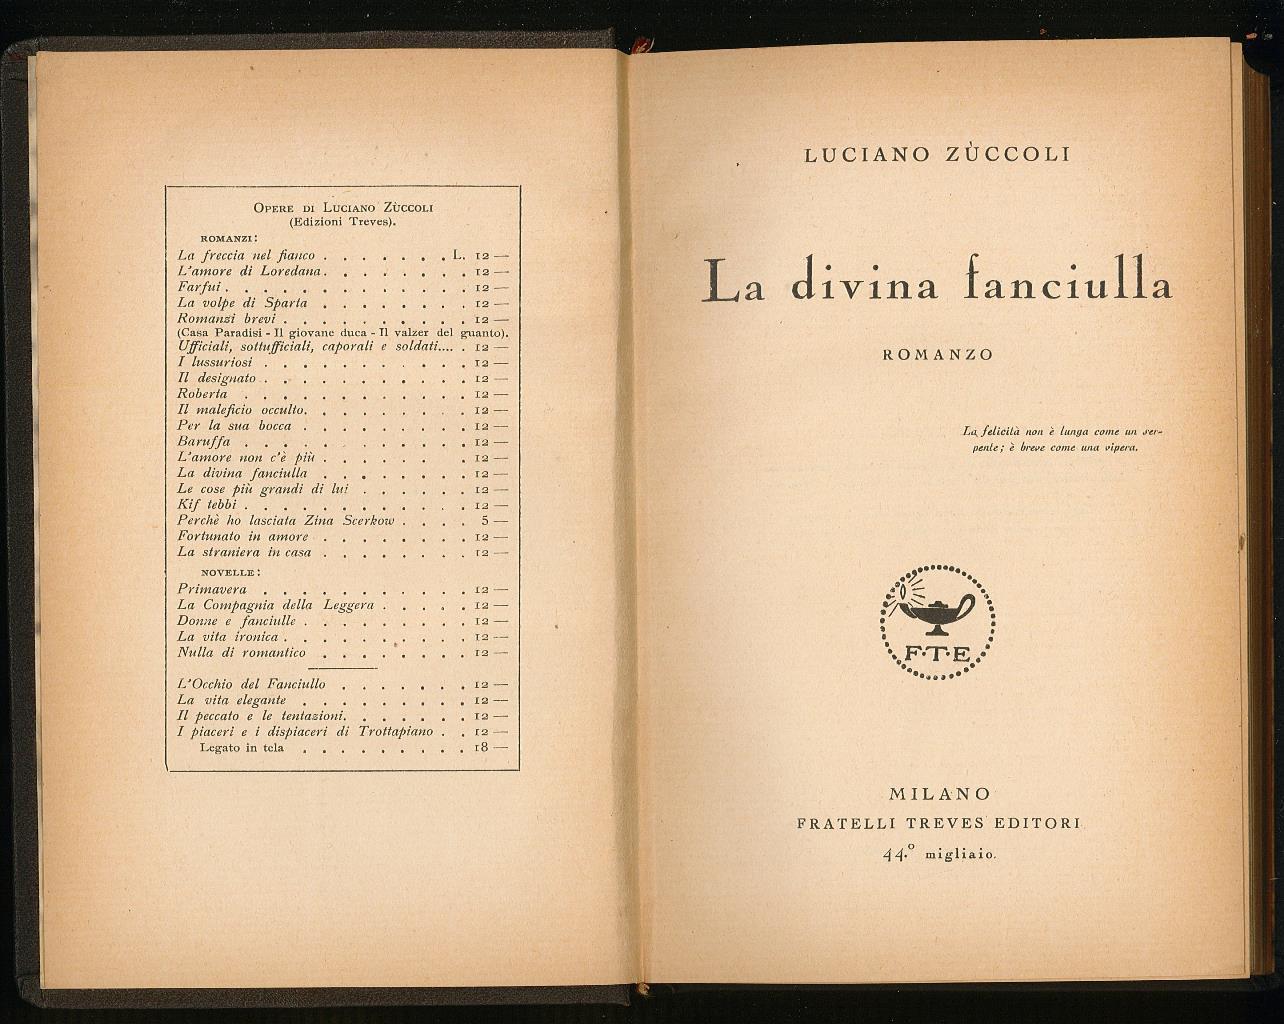 OPERE DI LUCIANO ZÙCCOLI
(Edizioni Treves).
ROMANZI:
La freccia nel fianco . . . . . . . L. 12 —
L'amore di Loredana . . . . . . . . 12 —
Farfui . . . . . . . . . . . . . 12 —
La volpe di Sparta . . . . . . . . 12 —
Romanzi brevi . . . . . . . . . . 12 —
(Casa Paradisi - Il giovane duca - Il valzer del guanto).
Ufficiali, sottufficiali, caporali e soldati.... . 12 —
I lussuriosi . . . . . . . . . . . 12 —
Il designato . . . . . . . . . . . 12 —
Roberta . . . . . . . . . . . . 12 —
Il maleficio occulto. . . . . . . . . 12 —
Per la sua bocca . . . . . . . . . 12 —
Baruffa . . . . . . . . . . . . 12 —
L'amore non c'è più . . . . . . . . 12 —
La divina fanciulla . . . . . . . . 12 —
Le cose più grandi di lui . . . . . . 12 —
Kif tebbi . . . . . . . . . . . . 12 —
Perchè ho lasciata Zina Scerkow . . . . 5 —
Fortunato in amore . . . . . . . . 12 —
La straniera in casa . . . . . . . . 12 —
NOVELLE:
Primavera . . . . . . . . . . . 12 —
La Compagnia della Leggera . . . . . 12 —
Donne e fanciulle . . . . . . . . . 12 —
La vita ironica . . . . . . . . . . 12 —
Nulla di romantico . . . . . . . . 12 —
L'Occhio del Fanciullo . . . . . . . 12 —
La vita elegante . . . . . . . . . 12 —
Il peccato e le tentazioni. . . . . . . 12 —
I piaceri e i dispiaceri di Trottapiano . . 12 —
Legato in tela . . . . . . . . . 18 —
LUCIANO ZÙCCOLI
La divina fanciulla
ROMANZO
La felicità non è lunga come un ser-
pente; è breve come una vipera.
F·T·E
MILANO
FRATELLI TREVES EDITORI
44.º migliaio.